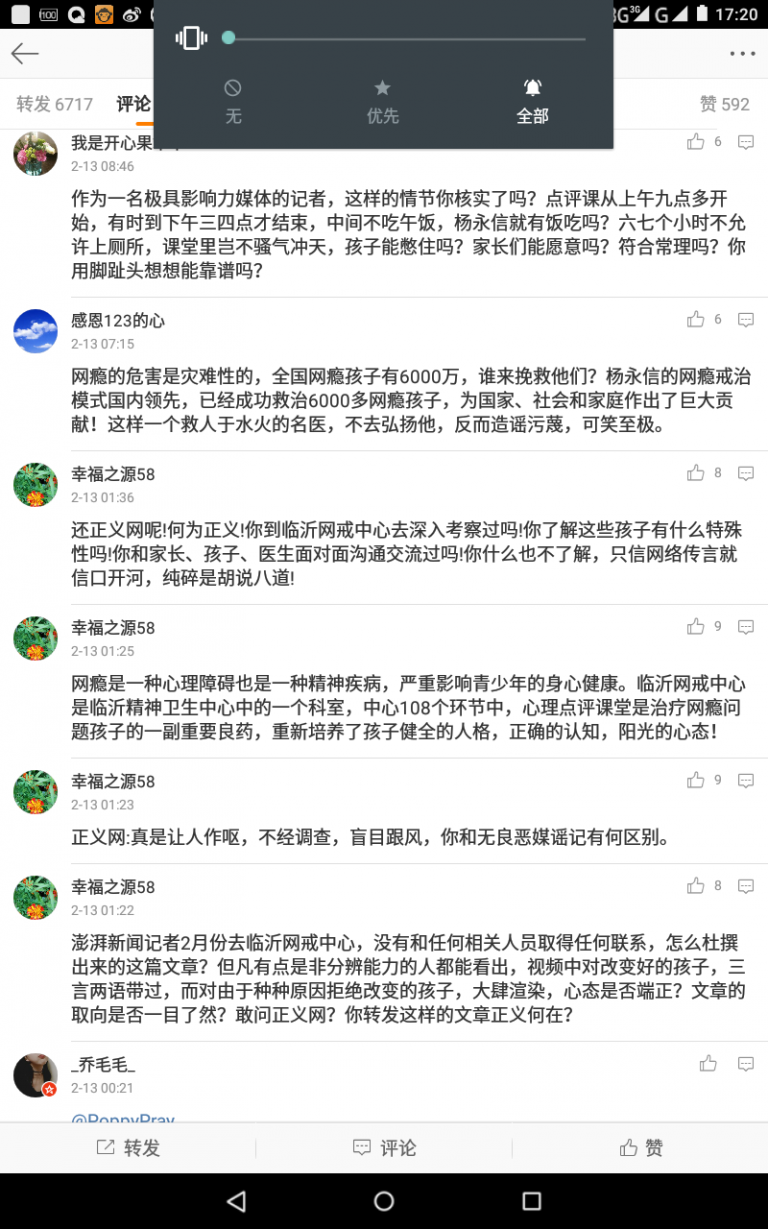 100
3G
3G
G
17:20
无
优先
全部
转发 6717
评论
赞 592
我是开心果
6
2-13 08:46
作为一名极具影响力媒体的记者，这样的情节你核实了吗？点评课从上午九点多开
始，有时到下午三四点才结束，中间不吃午饭，杨永信就有饭吃吗？六七个小时不允
许上厕所，课堂里岂不骚气冲天，孩子能憋住吗？家长们能愿意吗？符合常理吗？你
用脚趾头想想能靠谱吗？
感恩123的心
6
2-13 07:15
网瘾的危害是灾难性的，全国网瘾孩子有6000万，谁来挽救他们？杨永信的网瘾戒治
模式国内领先，已经成功救治6000多网瘾孩子，为国家、社会和家庭作出了巨大贡
献！这样一个救人于水火的名医，不去弘扬他，反而造谣污蔑，可笑至极。
幸福之源58
8
2-13 01:36
还正义网呢!何为正义!你到临沂网戒中心去深入考察过吗!你了解这些孩子有什么特殊
性吗!你和家长、孩子、医生面对面沟通交流过吗!你什么也不了解，只信网络传言就
信口开河，纯碎是胡说八道!
幸福之源58
9
2-13 01:25
网瘾是一种心理障碍也是一种精神疾病，严重影响青少年的身心健康。临沂网戒中心
是临沂精神卫生中心中的一个科室，中心108个环节中，心理点评课堂是治疗网瘾问
题孩子的一副重要良药，重新培养了孩子健全的人格，正确的认知，阳光的心态！
幸福之源58
9
2-13 01:23
正义网:真是让人作呕，不经调查，盲目跟风，你和无良恶媒谣记有何区别。
幸福之源58
8
2-13 01:22
澎湃新闻记者2月份去临沂网戒中心，没有和任何相关人员取得任何联系，怎么杜撰
出来的这篇文章？但凡有点是非分辨能力的人都能看出，视频中对改变好的孩子，三
言两语带过，而对由于种种原因拒绝改变的孩子，大肆渲染，心态是否端正？文章的
取向是否一目了然？敢问正义网？你转发这样的文章正义何在？
_乔毛毛_
2-13 00:21
@PoppyPray
转发
评论
赞